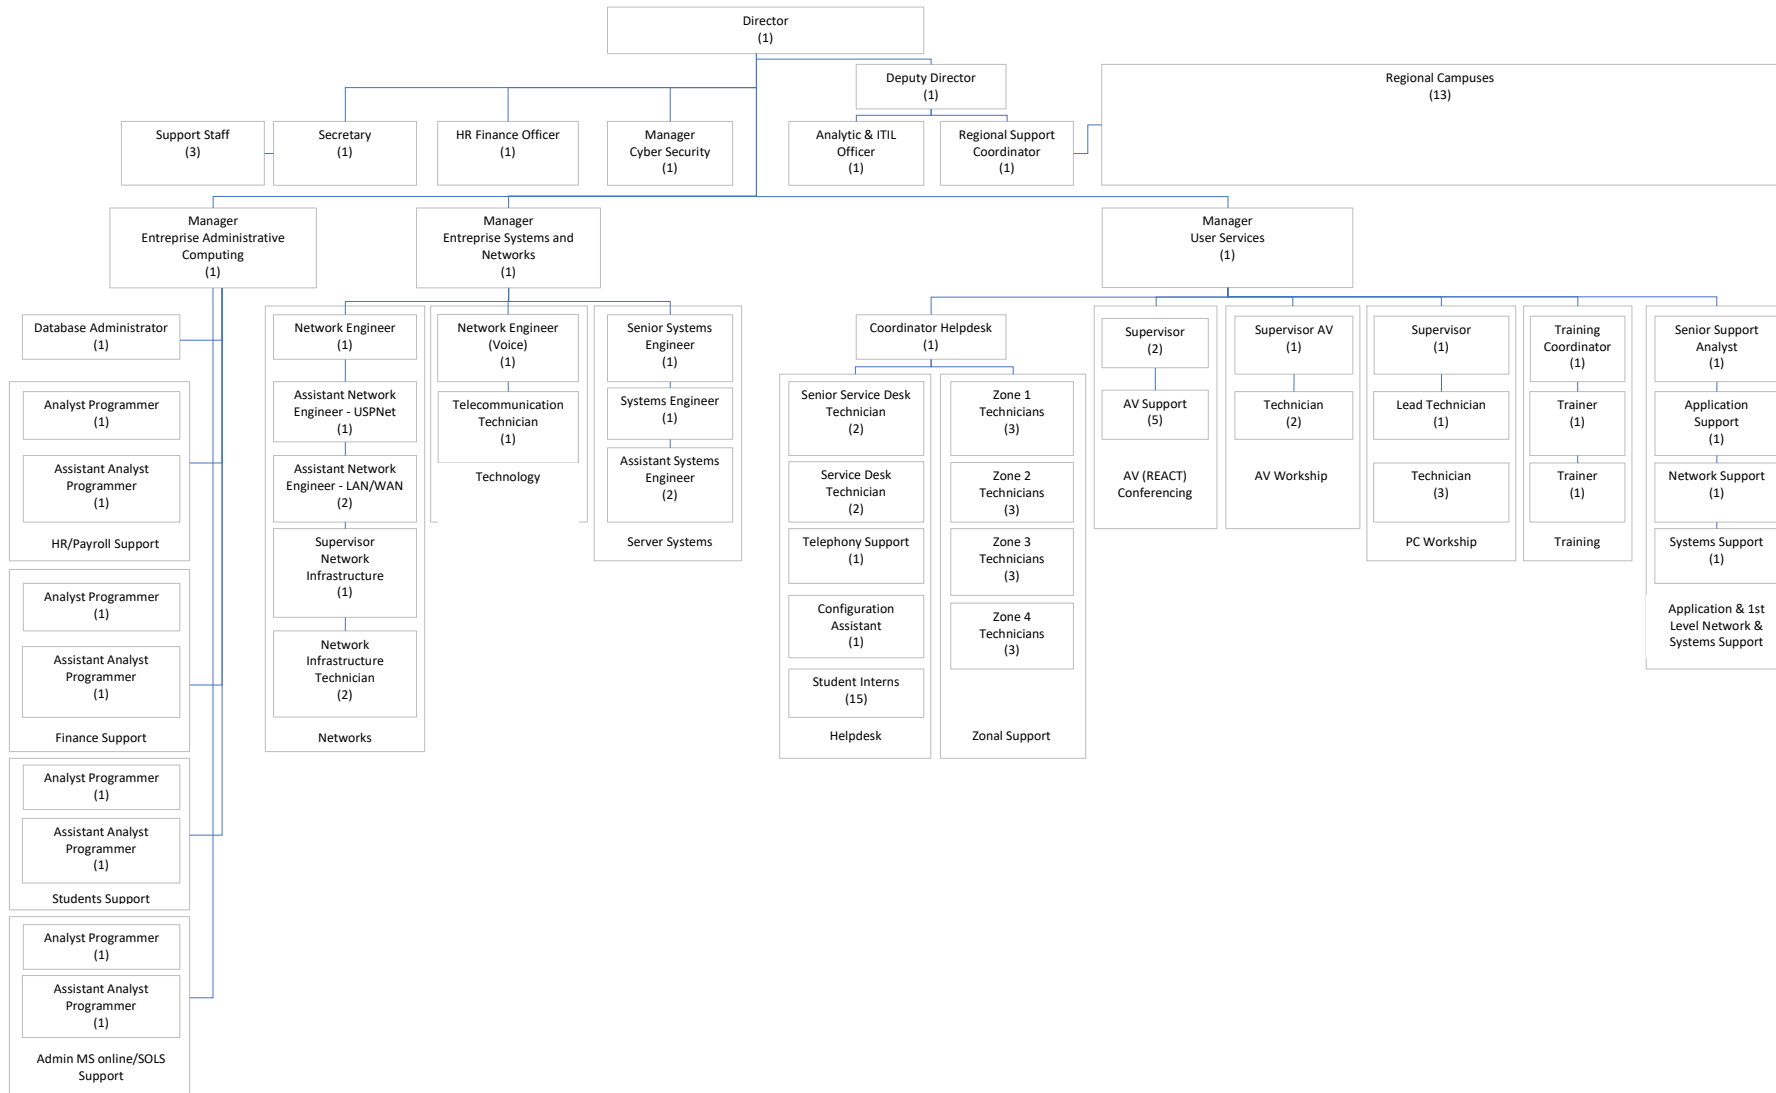 Director
(1)
Deputy Director
(1)
Regional Campuses
(13)
Support Staff
(3)
Secretary
(1)
HR Finance Officer
(1)
Manager
Cyber Security
(1)
Analytic & ITIL
Officer
(1)
Regional Support
Coordinator
(1)
Manager
Entreprise Administrative
Computing
(1)
Manager
Entreprise Systems and
Networks
(1)
Manager
User Services
(1)
Database Administrator
(1)
Analyst Programmer
(1)
Assistant Analyst
Programmer
(1)
HR/Payroll Support
Analyst Programmer
(1)
Assistant Analyst
Programmer
(1)
Finance Support
Analyst Programmer
(1)
Assistant Analyst
Programmer
(1)
Students Support
Analyst Programmer
(1)
Assistant Analyst
Programmer
(1)
Admin MS online/SOLS
Support
Network Engineer
(1)
Assistant Network
Engineer - USPNet
(1)
Assistant Network
Engineer - LAN/WAN
(2)
Supervisor
Network
Infrastructure
(1)
Network
Infrastructure
Technician
(2)
Networks
Network Engineer
(Voice)
(1)
Telecommunication
Technician
(1)
Technology
Senior Systems
Engineer
(1)
Systems Engineer
(1)
Assistant Systems
Engineer
(2)
Server Systems
Coordinator Helpdesk
(1)
Senior Service Desk
Technician
(2)
Service Desk
Technician
(2)
Telephony Support
(1)
Configuration
Assistant
(1)
Student Interns
(15)
Helpdesk
Zone 1
Technicians
(3)
Zone 2
Technicians
(3)
Zone 3
Technicians
(3)
Zone 4
Technicians
(3)
Zonal Support
Supervisor
(2)
AV Support
(5)
AV (REACT)
Conferencing
Supervisor AV
(1)
Technician
(2)
AV Workship
Supervisor
(1)
Lead Technician
(1)
Technician
(3)
PC Workship
Training
Coordinator
(1)
Trainer
(1)
Trainer
(1)
Training
Senior Support
Analyst
(1)
Application
Support
(1)
Network Support
(1)
Systems Support
(1)
Application & 1st
Level Network &
Systems Support